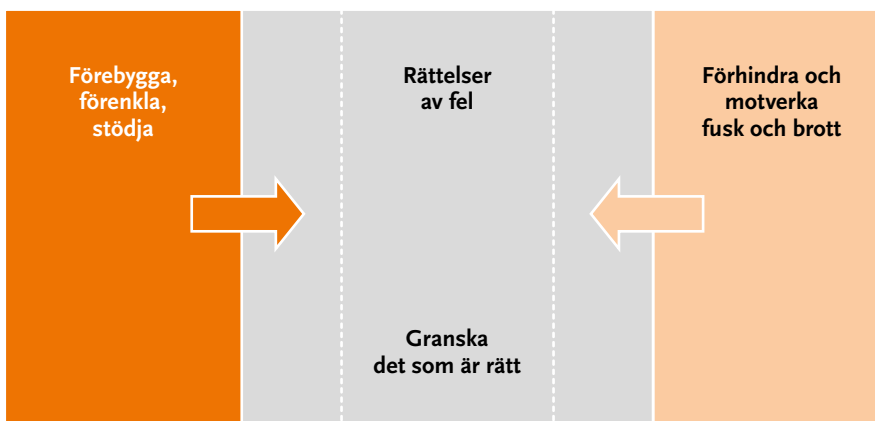 Förebygga,
förenkla,
stödja
Rättelser
av fel
Förhindra och
motverka
fusk och brott
Granska
det som är rätt